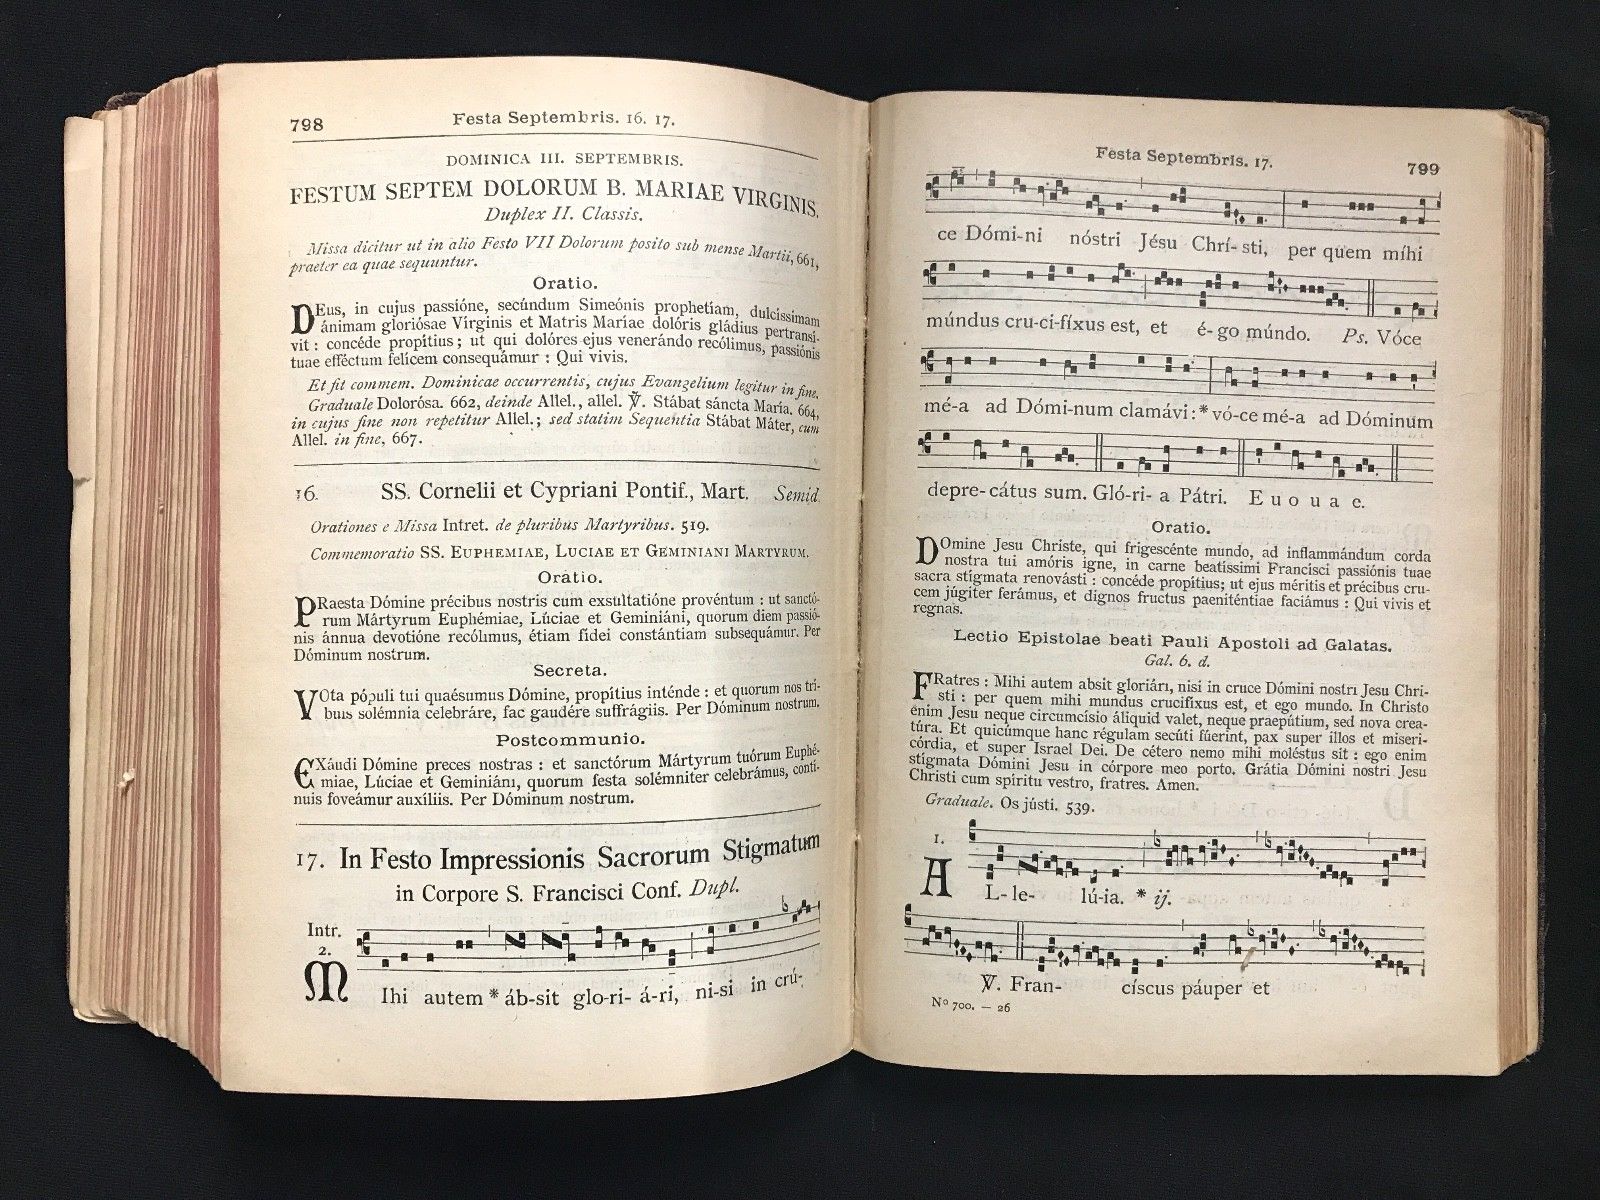 798
Festa Septembris. 16. 17.
DOMINICA III. SEPTEMBRIS.
FESTUM SEPTEM DOLORUM B. MARIAE VIRGINIS.
Duplex II. Classis.
Missa dicitur ut in alio Festo VII Dolorum posito sub mense Martii, 661,
praeter ea quae sequuntur.
Oratio.
DEus, in cujus passióne, secúndum Simeónis prophetíam, dulcíssimam
ánimam gloriósae Vírginis et Matris Maríae dolóris gládius pertransí-
vit : concéde propítius ; ut qui dolóres ejus venerándo recólimus, passiónis
tuae efféctum felícem consequámur : Qui vivis.
Et fit commem. Dominicae occurrentis, cujus Evangelium legitur in fine.
Graduale Dolorósa. 662, deinde Allel., allel. ℣. Stábat sáncta María. 664,
in cujus fine non repetitur Allel.; sed statim Sequentia Stábat Máter, cum
Allel. in fine, 667.
16. SS. Cornelii et Cypriani Pontif., Mart. Semid.
Orationes e Missa Intret. de pluribus Martyribus. 519.
Commemoratio SS. EUPHEMIAE, LUCIAE ET GEMINIANI MARTYRUM.
Oratio.
PRaesta Dómine précibus nostris cum exsultatióne provéntum : ut sanctó-
rum Mártyrum Euphémiae, Lúciae et Geminiáni, quorum diem passió-
nis ánnua devotióne recólimus, étiam fídei constántiam subsequámur. Per
Dóminum nostrum.
Secreta.
VOta pópuli tui quaésumus Dómine, propítius inténde : et quorum nos trí-
buis solémnia celebráre, fac gaudére suffrágiis. Per Dóminum nostrum.
Postcommunio.
EXáudi Dómine preces nostras : et sanctórum Mártyrum tuórum Euphé-
miae, Lúciae et Geminiáni, quorum festa solémniter celebrámus, contí-
nuis foveámur auxíliis. Per Dóminum nostrum.
17. In Festo Impressionis Sacrorum Stigmatum
in Corpore S. Francisci Conf. Dupl.
Intr.
2.
MIhi autem * áb-sit glo-ri- á-ri, ni-si in crú-
Festa Septembris. 17.
799
ce Dómi-ni nóstri Jésu Chrí- sti, per quem míhi
múndus cru-ci-fíxus est, et é- go múndo. Ps. Vóce
mé-a ad Dómi-num clamávi : * vó-ce mé-a ad Dóminum
depre-cátus sum. Gló-ri- a Pátri. E u o u a e.
Oratio.
DOmine Jesu Christe, qui frigescénte mundo, ad inflammándum corda
nostra tui amóris igne, in carne beatíssimi Francísci passiónis tuae
sacra stígmata renovásti : concéde propítius; ut ejus méritis et précibus cru-
cem júgiter ferámus, et dignos fructus paeniténtiae faciámus : Qui vivis et
regnas.
Lectio Epistolae beati Pauli Apostoli ad Galatas.
Gal. 6. d.
FRatres : Mihi autem absit gloriári, nisi in cruce Dómini nostri Jesu Chri-
sti : per quem mihi mundus crucifíxus est, et ego mundo. In Christo
enim Jesu neque circumcísio áliquid valet, neque praepútium, sed nova crea-
túra. Et quicúmque hanc régulam secúti fúerint, pax super illos et miseri-
córdia, et super Israel Dei. De cétero nemo mihi moléstus sit : ego enim
stígmata Dómini Jesu in córpore meo porto. Grátia Dómini nostri Jesu
Christi cum spíritu vestro, fratres. Amen.
Graduale. Os jústi. 539.
1.
AL- le- lú-ia. * ij.
℣. Fran- císcus páuper et
Nº 700. — 26